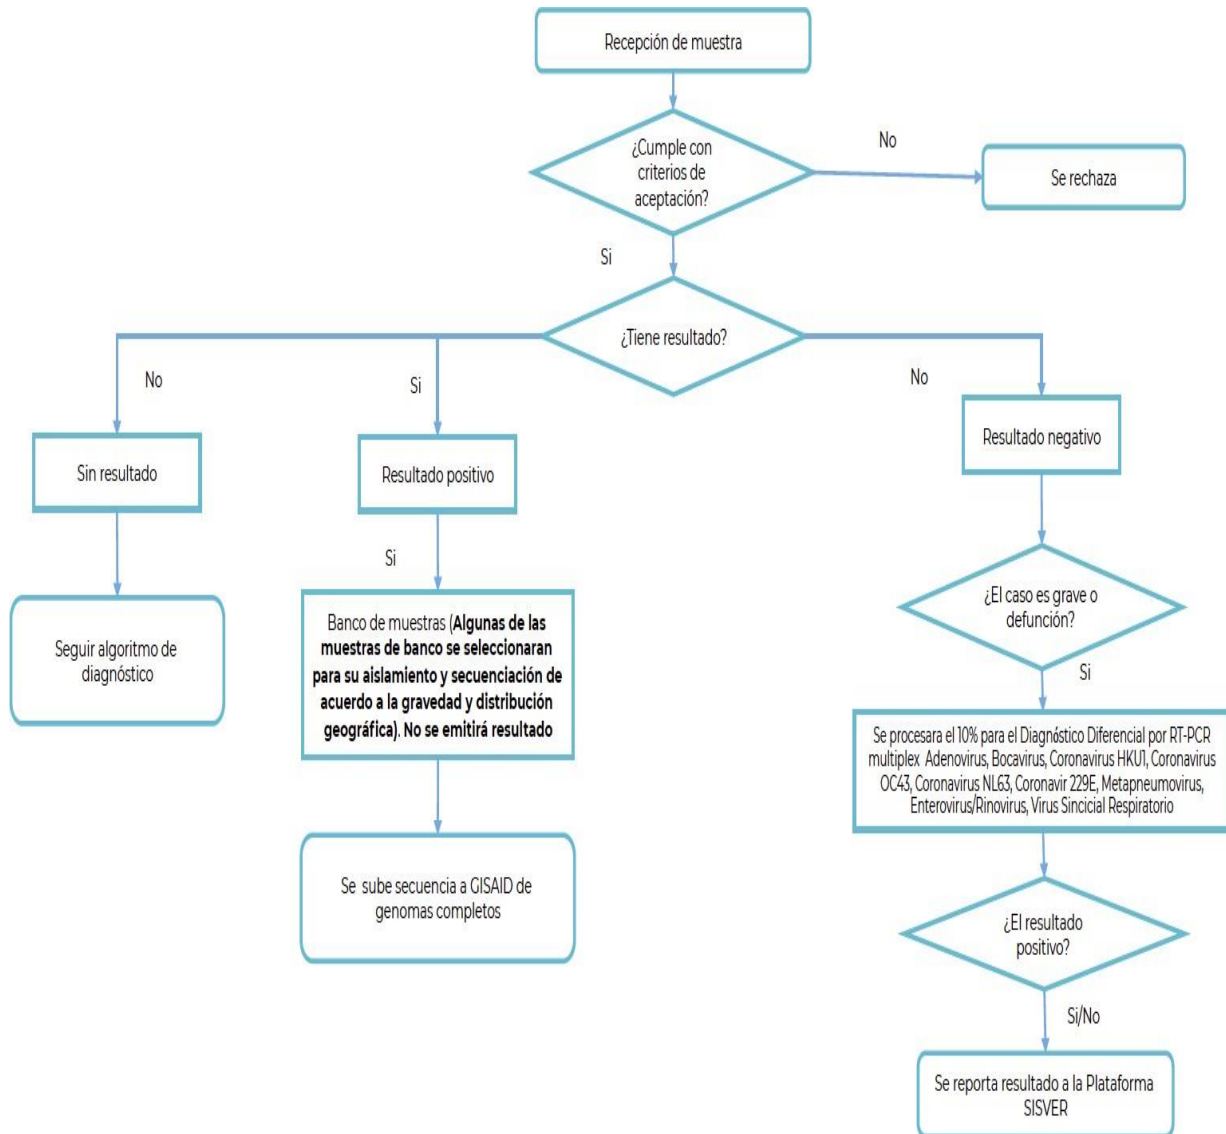 Recepción de muestra
¿Cumple con
criterios de
aceptación?
No
Se rechaza
Si
¿Tiene resultado?
No
Si
No
Sin resultado
Resultado positivo
Resultado negativo
Si
Seguir algoritmo de
diagnóstico
Banco de muestras (Algunas de las
muestras de banco se seleccionaran
para su aislamiento y secuenciación de
acuerdo a la gravedad y distribución
geográfica). No se emitirá resultado
Se sube secuencia a GISAID de
genomas completos
¿El caso es grave o
defunción?
Si
Se procesara el 10% para el Diagnóstico Diferencial por RT-PCR
multiplex Adenovirus, Bocavirus, Coronavirus HKU1, Coronavirus
OC43, Coronavirus NL63, Coronavir 229E, Metapneumovirus,
Enterovirus/Rinovirus, Virus Sincicial Respiratorio
¿El resultado
positivo?
Si/No
Se reporta resultado a la Plataforma
SISVER